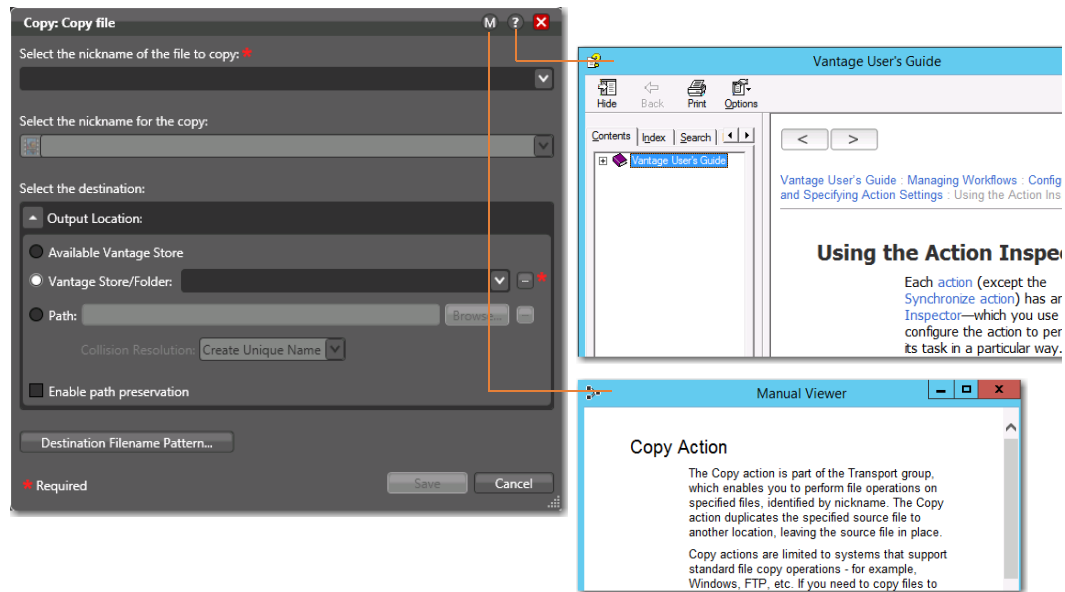 Copy: Copy file
M ?
Select the nickname of the file to copy: *
Select the nickname for the copy:
Select the destination:
Output Location:
Available Vantage Store
Vantage Store/Folder:
*
Path:
Browse...
Collision Resolution: Create Unique Name
Enable path preservation
Destination Filename Pattern...
* Required
Save
Cancel
Vantage User's Guide
Hide Back Print Options
Contents Index Search
Vantage User's Guide
< >
Vantage User's Guide : Managing Workflows : Config
and Specifying Action Settings : Using the Action Ins
Using the Action Inspe
Each action (except the
Synchronize action) has an
Inspector—which you use
configure the action to per
its task in a particular way.
Manual Viewer
x
Copy Action
The Copy action is part of the Transport group,
which enables you to perform file operations on
specified files, identified by nickname. The Copy
action duplicates the specified source file to
another location, leaving the source file in place.
Copy actions are limited to systems that support
standard file copy operations - for example,
Windows, FTP, etc. If you need to copy files to